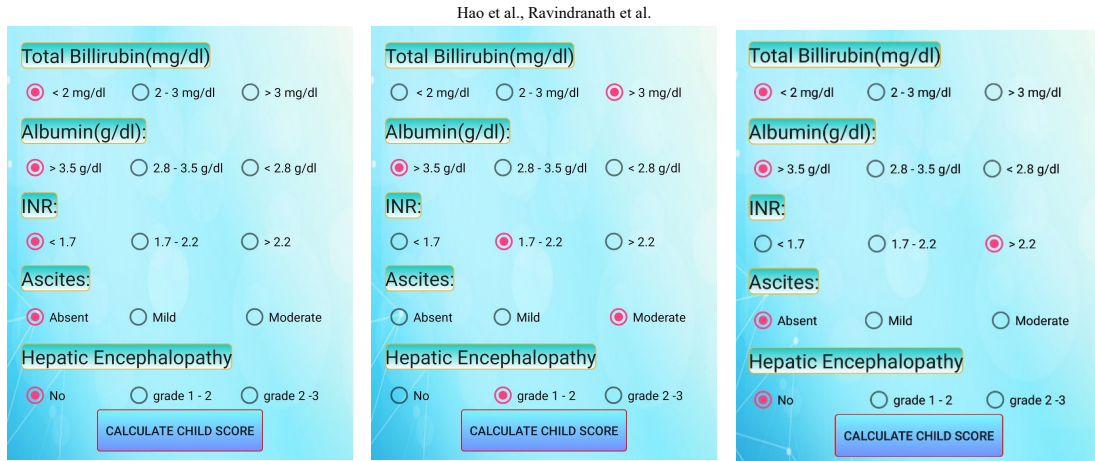 Hao et al., Ravindranath et al.
Total Billirubin(mg/dl)
< 2 mg/dl 2 - 3 mg/dl > 3 mg/dl
Albumin(g/dl):
> 3.5 g/dl 2.8 - 3.5 g/dl < 2.8 g/dl
INR:
< 1.7 1.7 - 2.2 > 2.2
Ascites:
Absent Mild Moderate
Hepatic Encephalopathy
No grade 1 - 2 grade 2 -3
CALCULATE CHILD SCORE
Total Billirubin(mg/dl)
< 2 mg/dl 2 - 3 mg/dl > 3 mg/dl
Albumin(g/dl):
> 3.5 g/dl 2.8 - 3.5 g/dl < 2.8 g/dl
INR:
< 1.7 1.7 - 2.2 > 2.2
Ascites:
Absent Mild Moderate
Hepatic Encephalopathy
No grade 1 - 2 grade 2 -3
CALCULATE CHILD SCORE
Total Billirubin(mg/dl)
< 2 mg/dl 2 - 3 mg/dl > 3 mg/dl
Albumin(g/dl):
> 3.5 g/dl 2.8 - 3.5 g/dl < 2.8 g/dl
INR:
< 1.7 1.7 - 2.2 > 2.2
Ascites:
Absent Mild Moderate
Hepatic Encephalopathy
No grade 1 - 2 grade 2 -3
CALCULATE CHILD SCORE